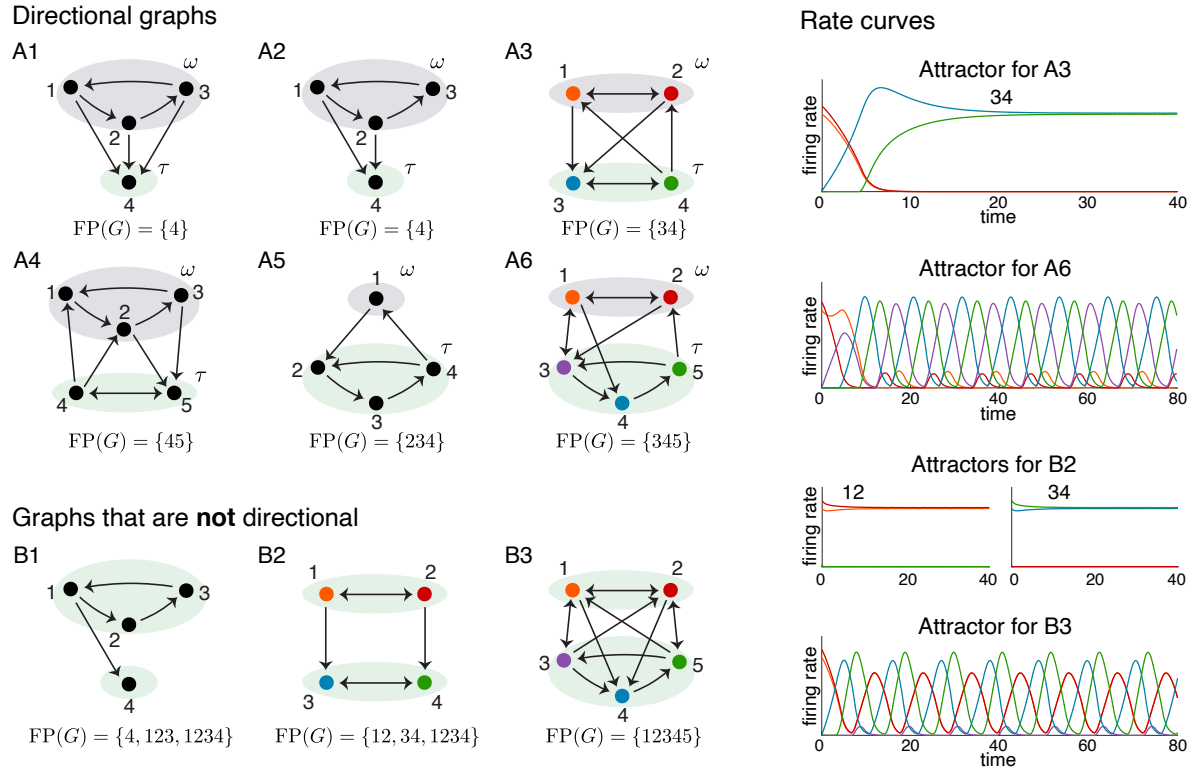 Directional graphs
A1
ω
1
3
2
τ
4
FP(G) = {4}
A2
ω
1
3
2
τ
4
FP(G) = {4}
A3
1
2
ω
τ
3
4
FP(G) = {34}
A4
ω
1
3
2
τ
4
5
FP(G) = {45}
A5
1
ω
τ
2
4
3
FP(G) = {234}
A6
1
2
ω
τ
3
5
4
FP(G) = {345}
Graphs that are not directional
B1
1
3
2
4
FP(G) = {4, 123, 1234}
B2
1
2
3
4
FP(G) = {12, 34, 1234}
B3
1
2
3
5
4
FP(G) = {12345}
Rate curves
Attractor for A3
34
firing rate
0
10
20
30
40
time
Attractor for A6
firing rate
0
20
40
60
80
time
Attractors for B2
12
34
firing rate
0
20
40
0
20
40
time
time
Attractor for B3
firing rate
0
20
40
60
80
time